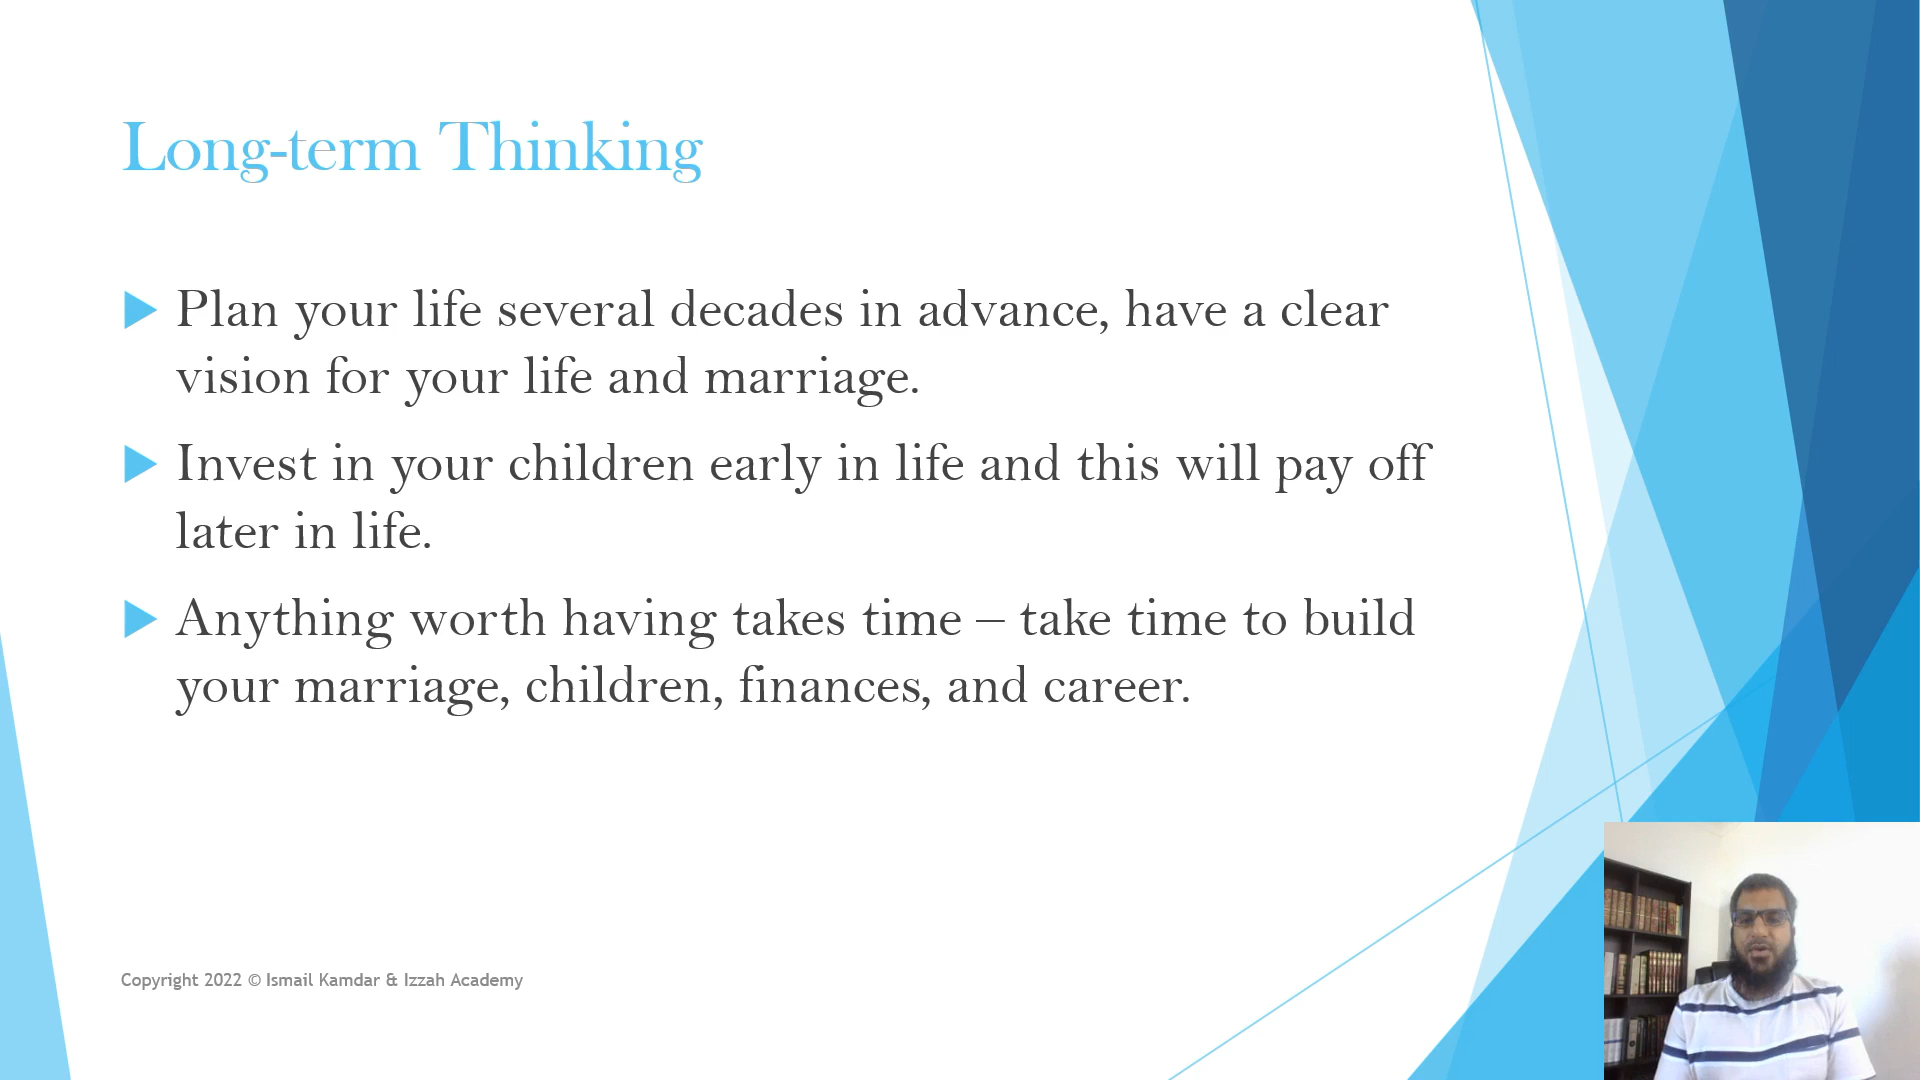 Long-term Thinking
Plan your life several decades in advance, have a clear
vision for your life and marriage.
Invest in your children early in life and this will pay off
later in life.
Anything worth having takes time – take time to build
your marriage, children, finances, and career.
Copyright 2022 © Ismail Kamdar & Izzah Academy